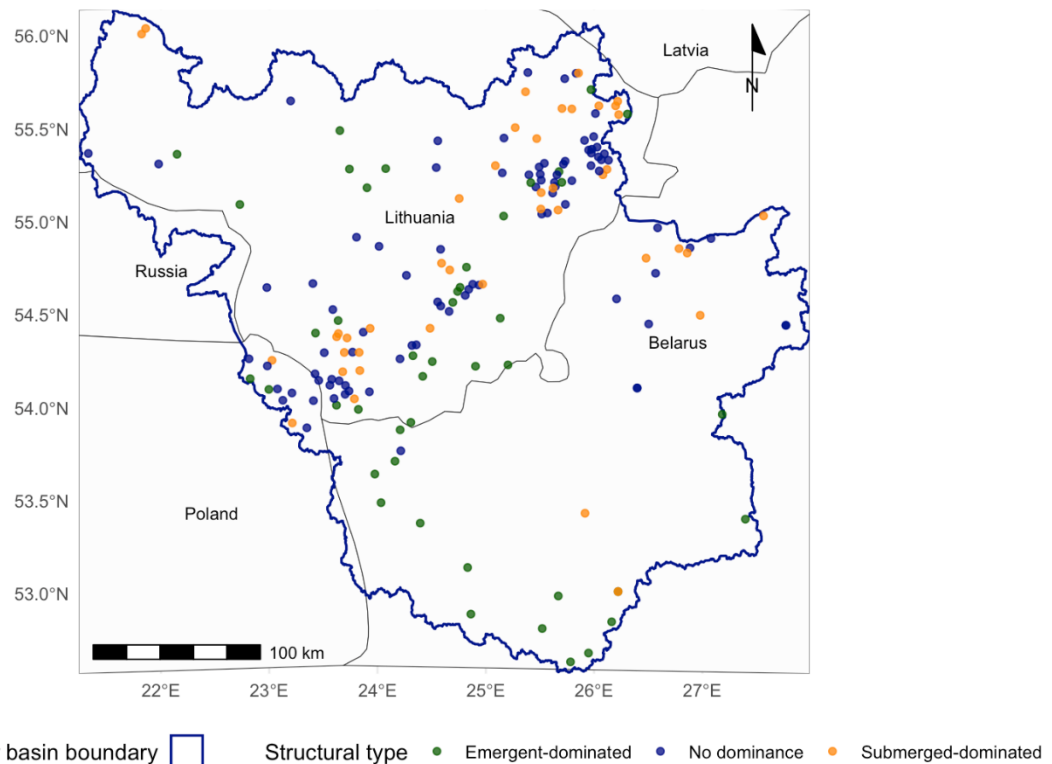 56.0°N
Latvia
N
55.5°N
55.0°N
Lithuania
Russia
54.5°N
Belarus
54.0°N
53.5°N
Poland
53.0°N
100 km
22°E 23°E 24°E 25°E 26°E 27°E
basin boundary Structural type Emergent-dominated No dominance Submerged-dominated